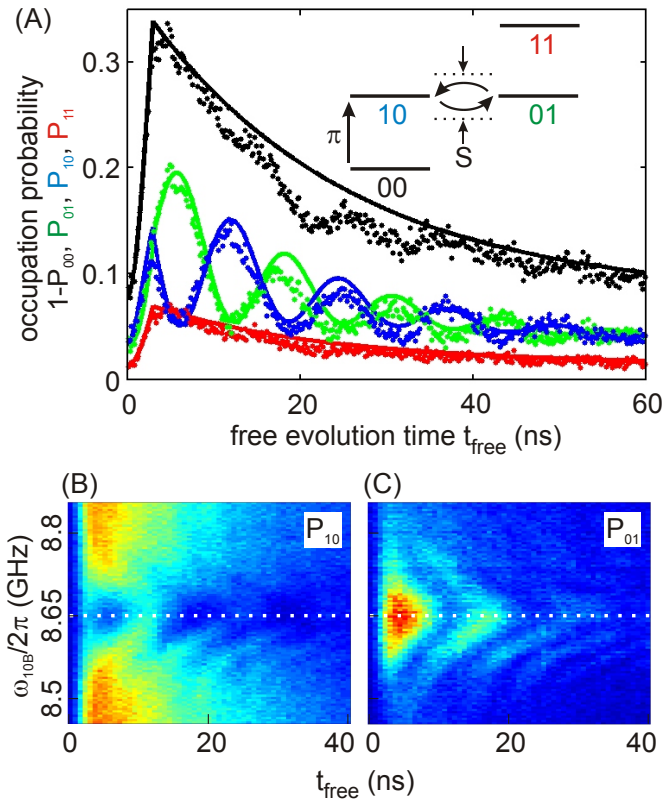 (A)
occupation probability
1-P₀₀, P₀₁, P₁₀, P₁₁
0.3
0.2
0.1
0
0
20
40
60
free evolution time t_free (ns)
11
10
01
π
S
00
(B)
P₁₀
(C)
P₀₁
ω₁₀B/2π (GHz)
8.8
8.65
8.5
0
20
40
0
20
40
t_free (ns)